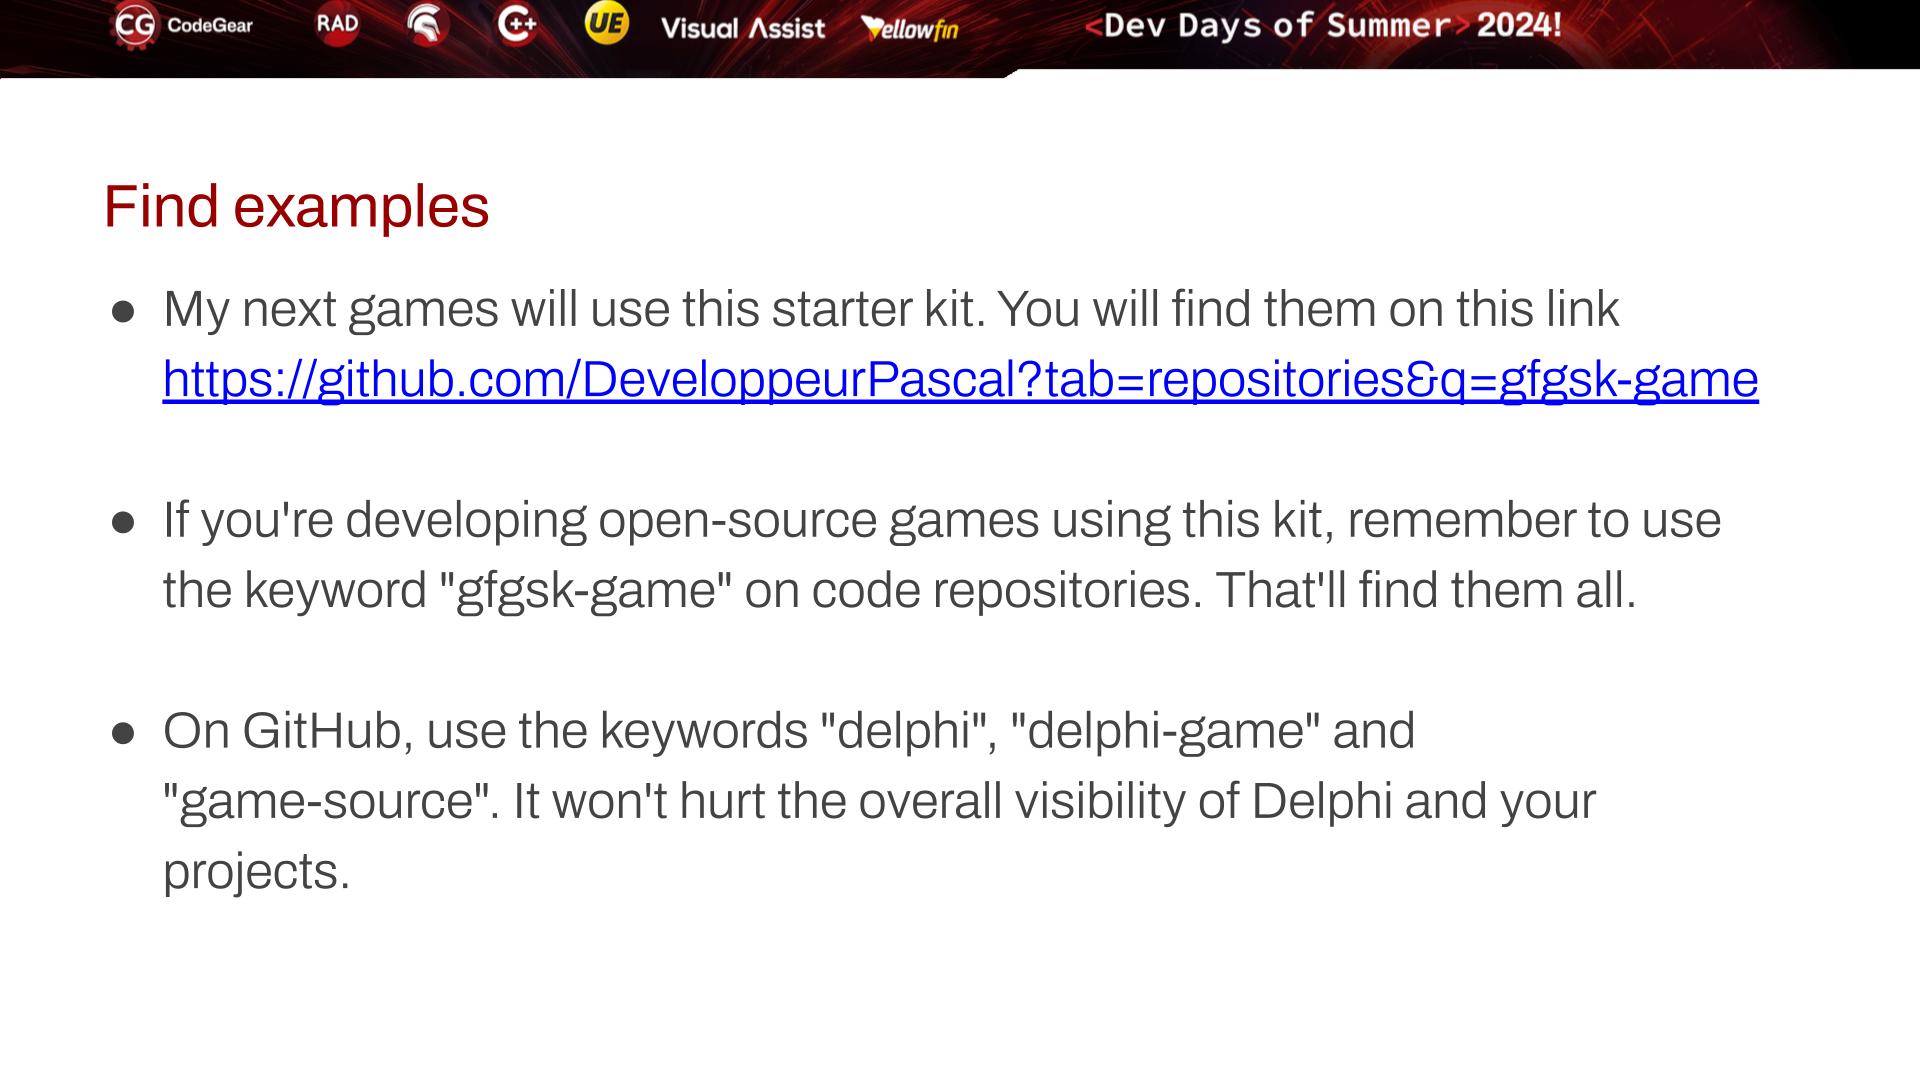 CG CodeGear RAD C++ UE Visual Assist Yellowfin <Dev Days of Summer> 2024!
Find examples
● My next games will use this starter kit. You will find them on this link
https://github.com/DeveloppeurPascal?tab=repositories&q=gfgsk-game
● If you're developing open-source games using this kit, remember to use
the keyword "gfgsk-game" on code repositories. That'll find them all.
● On GitHub, use the keywords "delphi", "delphi-game" and
"game-source". It won't hurt the overall visibility of Delphi and your
projects.